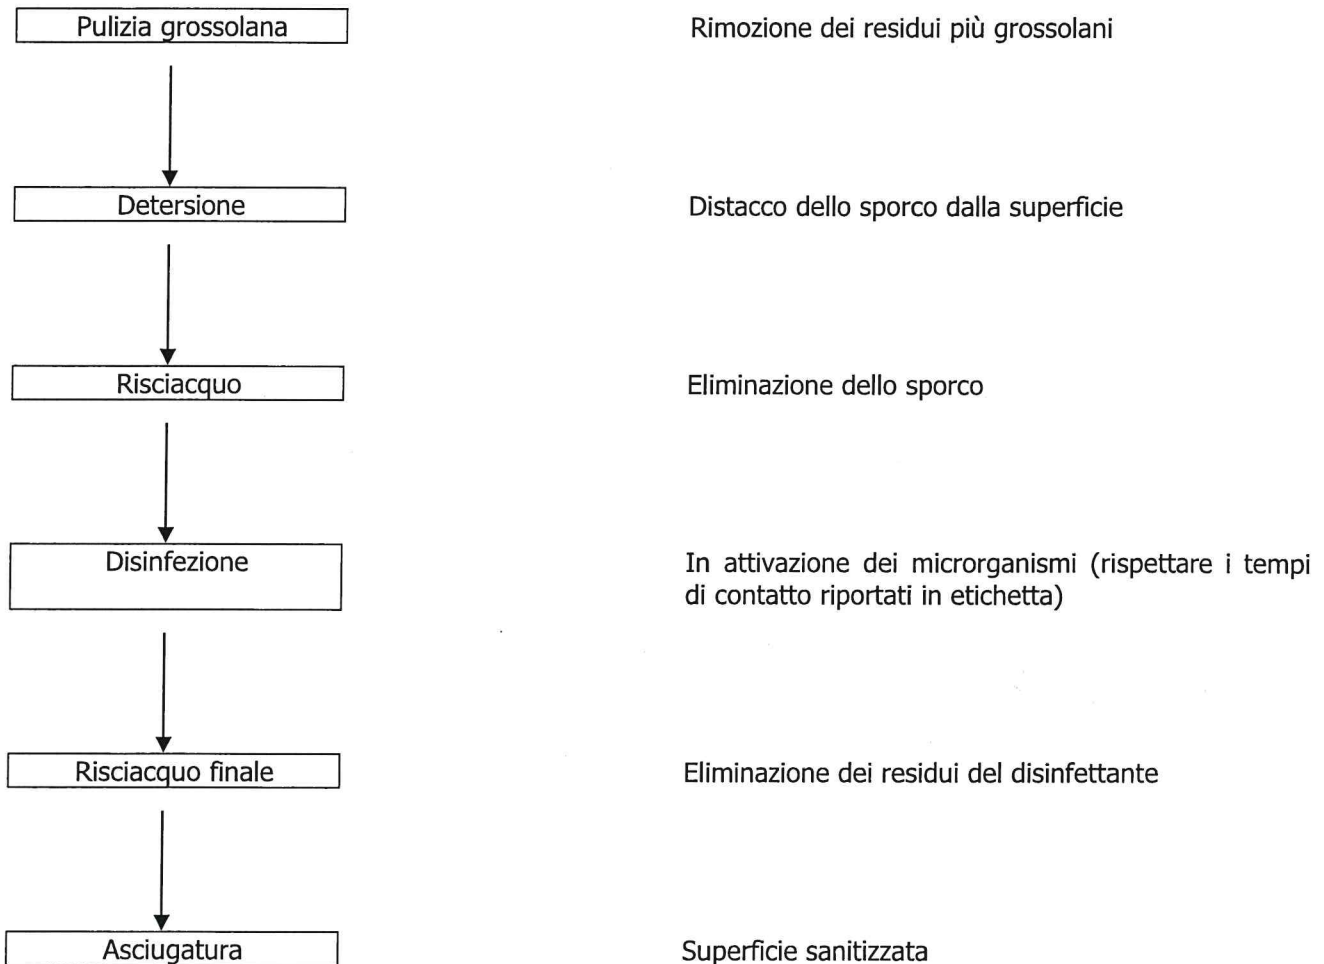 Pulizia grossolana
Rimozione dei residui più grossolani
Detersione
Distacco dello sporco dalla superficie
Risciacquo
Eliminazione dello sporco
Disinfezione
In attivazione dei microrganismi (rispettare i tempi
di contatto riportati in etichetta)
Risciacquo finale
Eliminazione dei residui del disinfettante
Asciugatura
Superficie sanitizzata